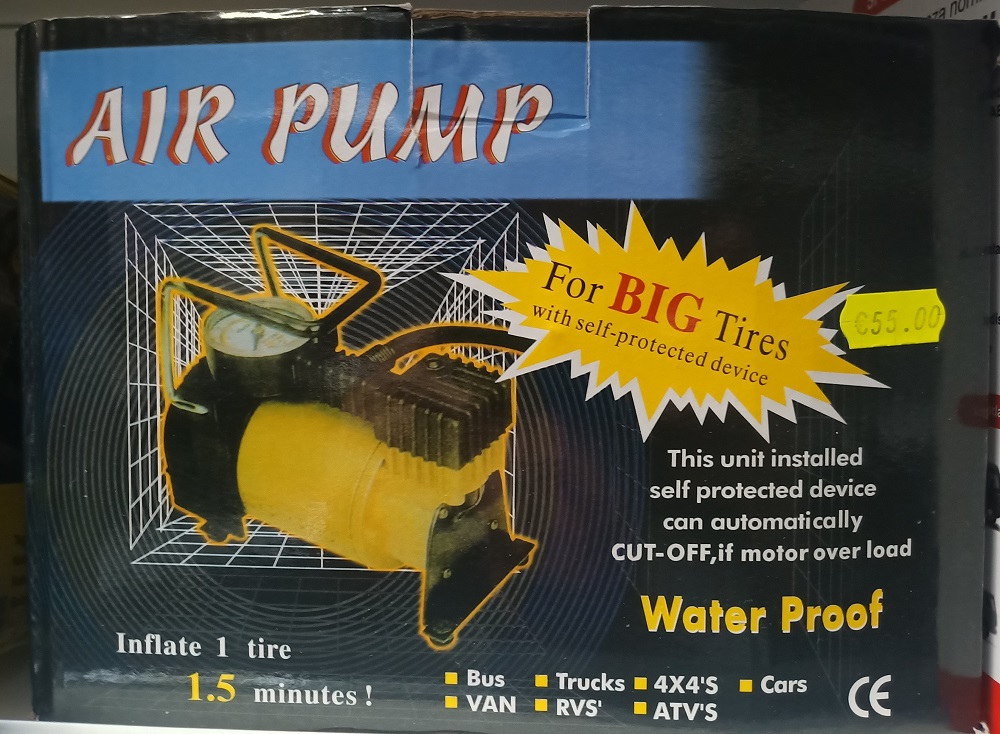 AIR PUMP
For BIG Tires
with self-protected device
€55.00
This unit installed
self protected device
can automatically
CUT-OFF,if motor over load
Water Proof
Inflate 1 tire
1.5 minutes!
Bus Trucks 4X4'S Cars
VAN RVS' ATV'S
CE